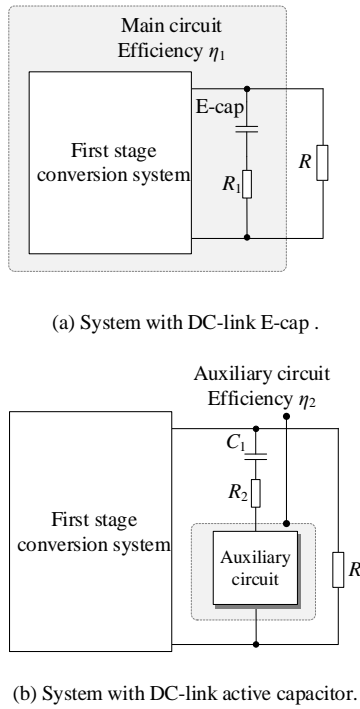 Main circuit
Efficiency η₁
E-cap
First stage
conversion system
R₁
R
(a) System with DC-link E-cap .
Auxiliary circuit
Efficiency η₂
C₁
R₂
First stage
conversion system
Auxiliary
circuit
R
(b) System with DC-link active capacitor.